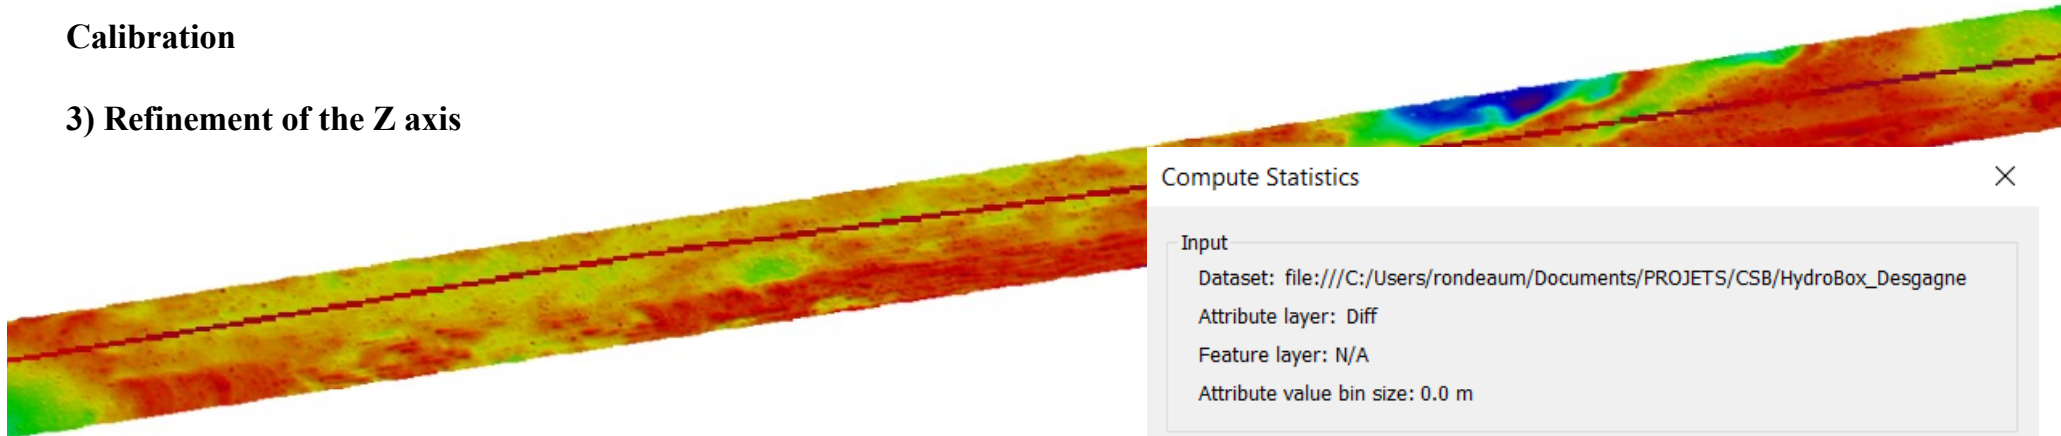 Calibration
3) Refinement of the Z axis
Compute Statistics
Input
Dataset: file:///C:/Users/rondeaum/Documents/PROJETS/CSB/HydroBox_Desgagne
Attribute layer: Diff
Feature layer: N/A
Attribute value bin size: 0.0 m